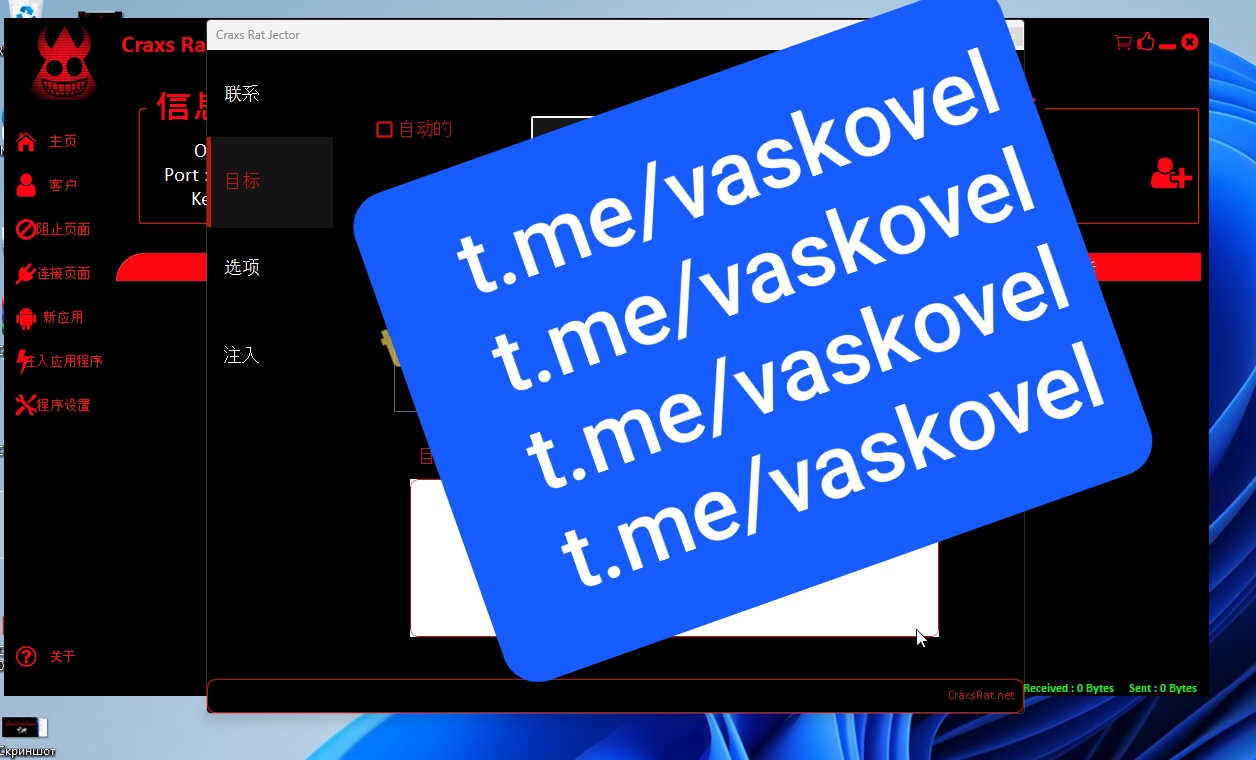 Craxs Rat Jector
Craxs Ra
信息
联系
自动的
主页
O
Port :
Ke
目标
客户
阻止页面
选项
连接页面
新应用
注入
注入应用程序
程序设置
关于
t.me/vaskovel
t.me/vaskovel
t.me/vaskovel
t.me/vaskovel
CraxsRat.net
Received : 0 Bytes Sent : 0 Bytes
Скриншот